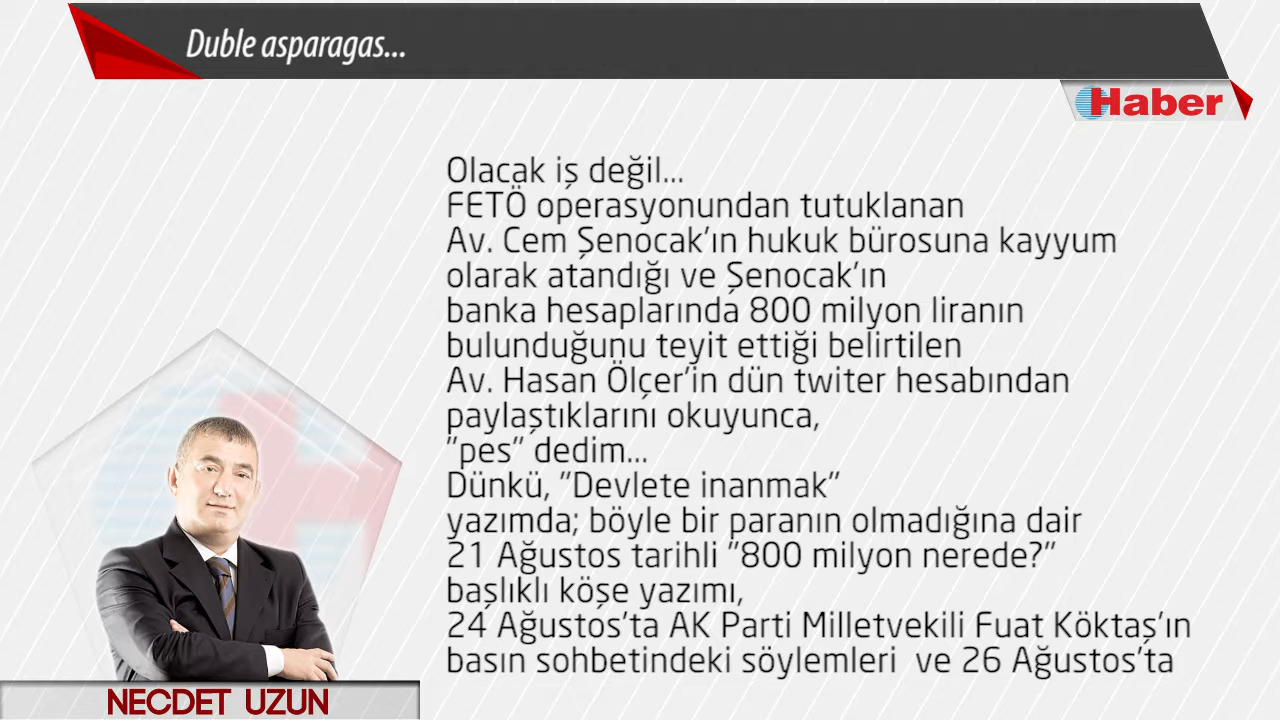 Duble asparagas...
Haber
Olacak iş değil...
FETÖ operasyonundan tutuklanan
Av. Cem Şenocak'ın hukuk bürosuna kayyum
olarak atandığı ve Şenocak'ın
banka hesaplarında 800 milyon liranın
bulunduğunu teyit ettiği belirtilen
Av. Hasan Ölçer'in dün twiter hesabından
paylaştıklarını okuyunca,
"pes" dedim...
Dünkü, "Devlete inanmak"
yazımda; böyle bir paranın olmadığına dair
21 Ağustos tarihli "800 milyon nerede?"
başlıklı köşe yazımı,
24 Ağustos'ta AK Parti Milletvekili Fuat Köktaş'ın
basın sohbetindeki söylemleri  ve 26 Ağustos'ta
NECDET UZUN